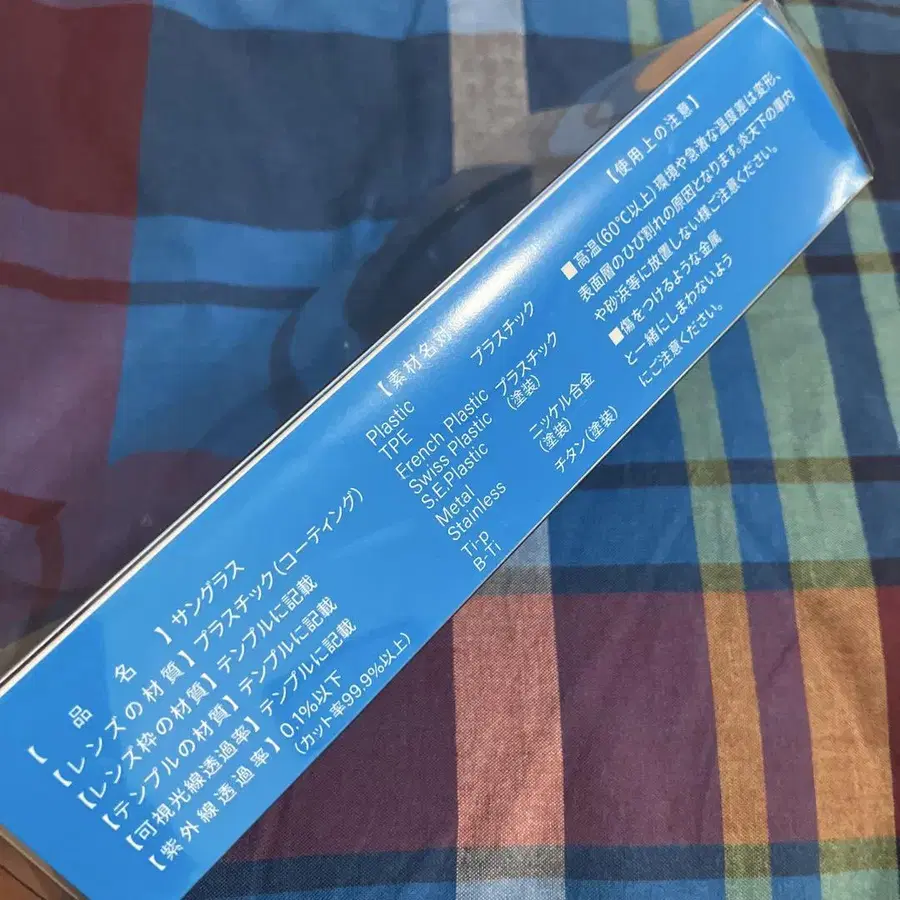 【品名】サングラス
【レンズの材質】プラスチック(コーティング)
【レンズ枠の材質】テンプルに記載
【テンプルの材質】テンプルに記載
【可視光線透過率】テンプルに記載
【紫外線透過率】0.1%以下
(カット率99.9%以上)
【素材名対
Plastic プラスチック
TPE
French Plastic プラスチック
Swiss Plastic (塗装)
S.E.Plastic
Metal ニッケル合金
Stainless (塗装)
Ti-p チタン(塗装)
B-Ti
【使用上の注意】
■高温(60℃以上)環境や急激な温度差は変形、
表面層のひび割れの原因となります。炎天下の車内
や砂浜等に放置しない様ご注意ください。
■傷をつけるような金属
と一緒にしまわないよう
にご注意ください。